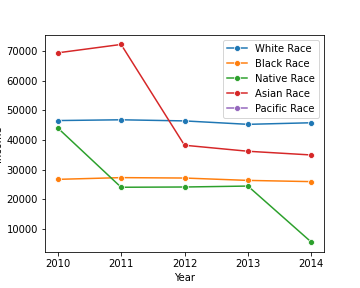 70000
60000
50000
40000
30000
20000
10000
White Race
Black Race
Native Race
Asian Race
Pacific Race
2010
2011
2012
2013
2014
Year